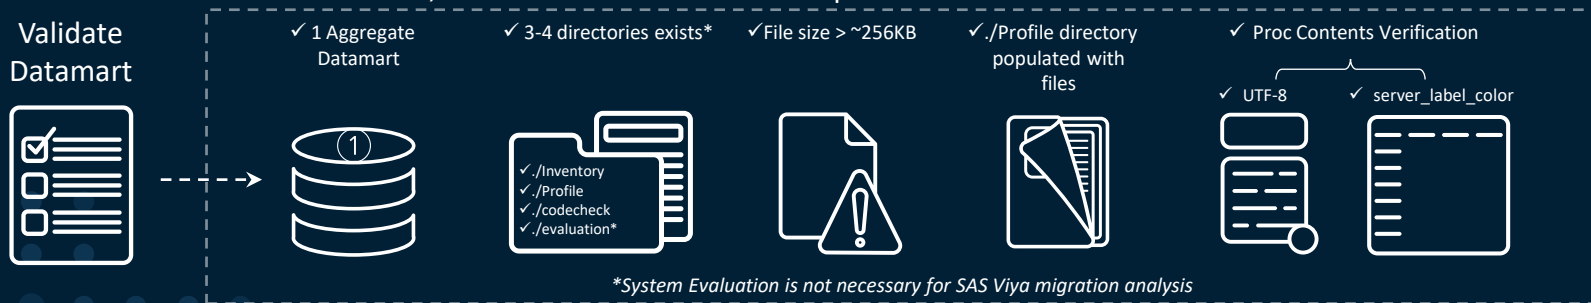 Validate
Datamart
✓ 1 Aggregate
Datamart
1
✓ 3-4 directories exists*
✓./Inventory
✓./Profile
✓./codecheck
✓./evaluation*
✓File size > ~256KB
✓./Profile directory
populated with
files
✓ Proc Contents Verification
✓ UTF-8
✓ server_label_color
*System Evaluation is not necessary for SAS Viya migration analysis